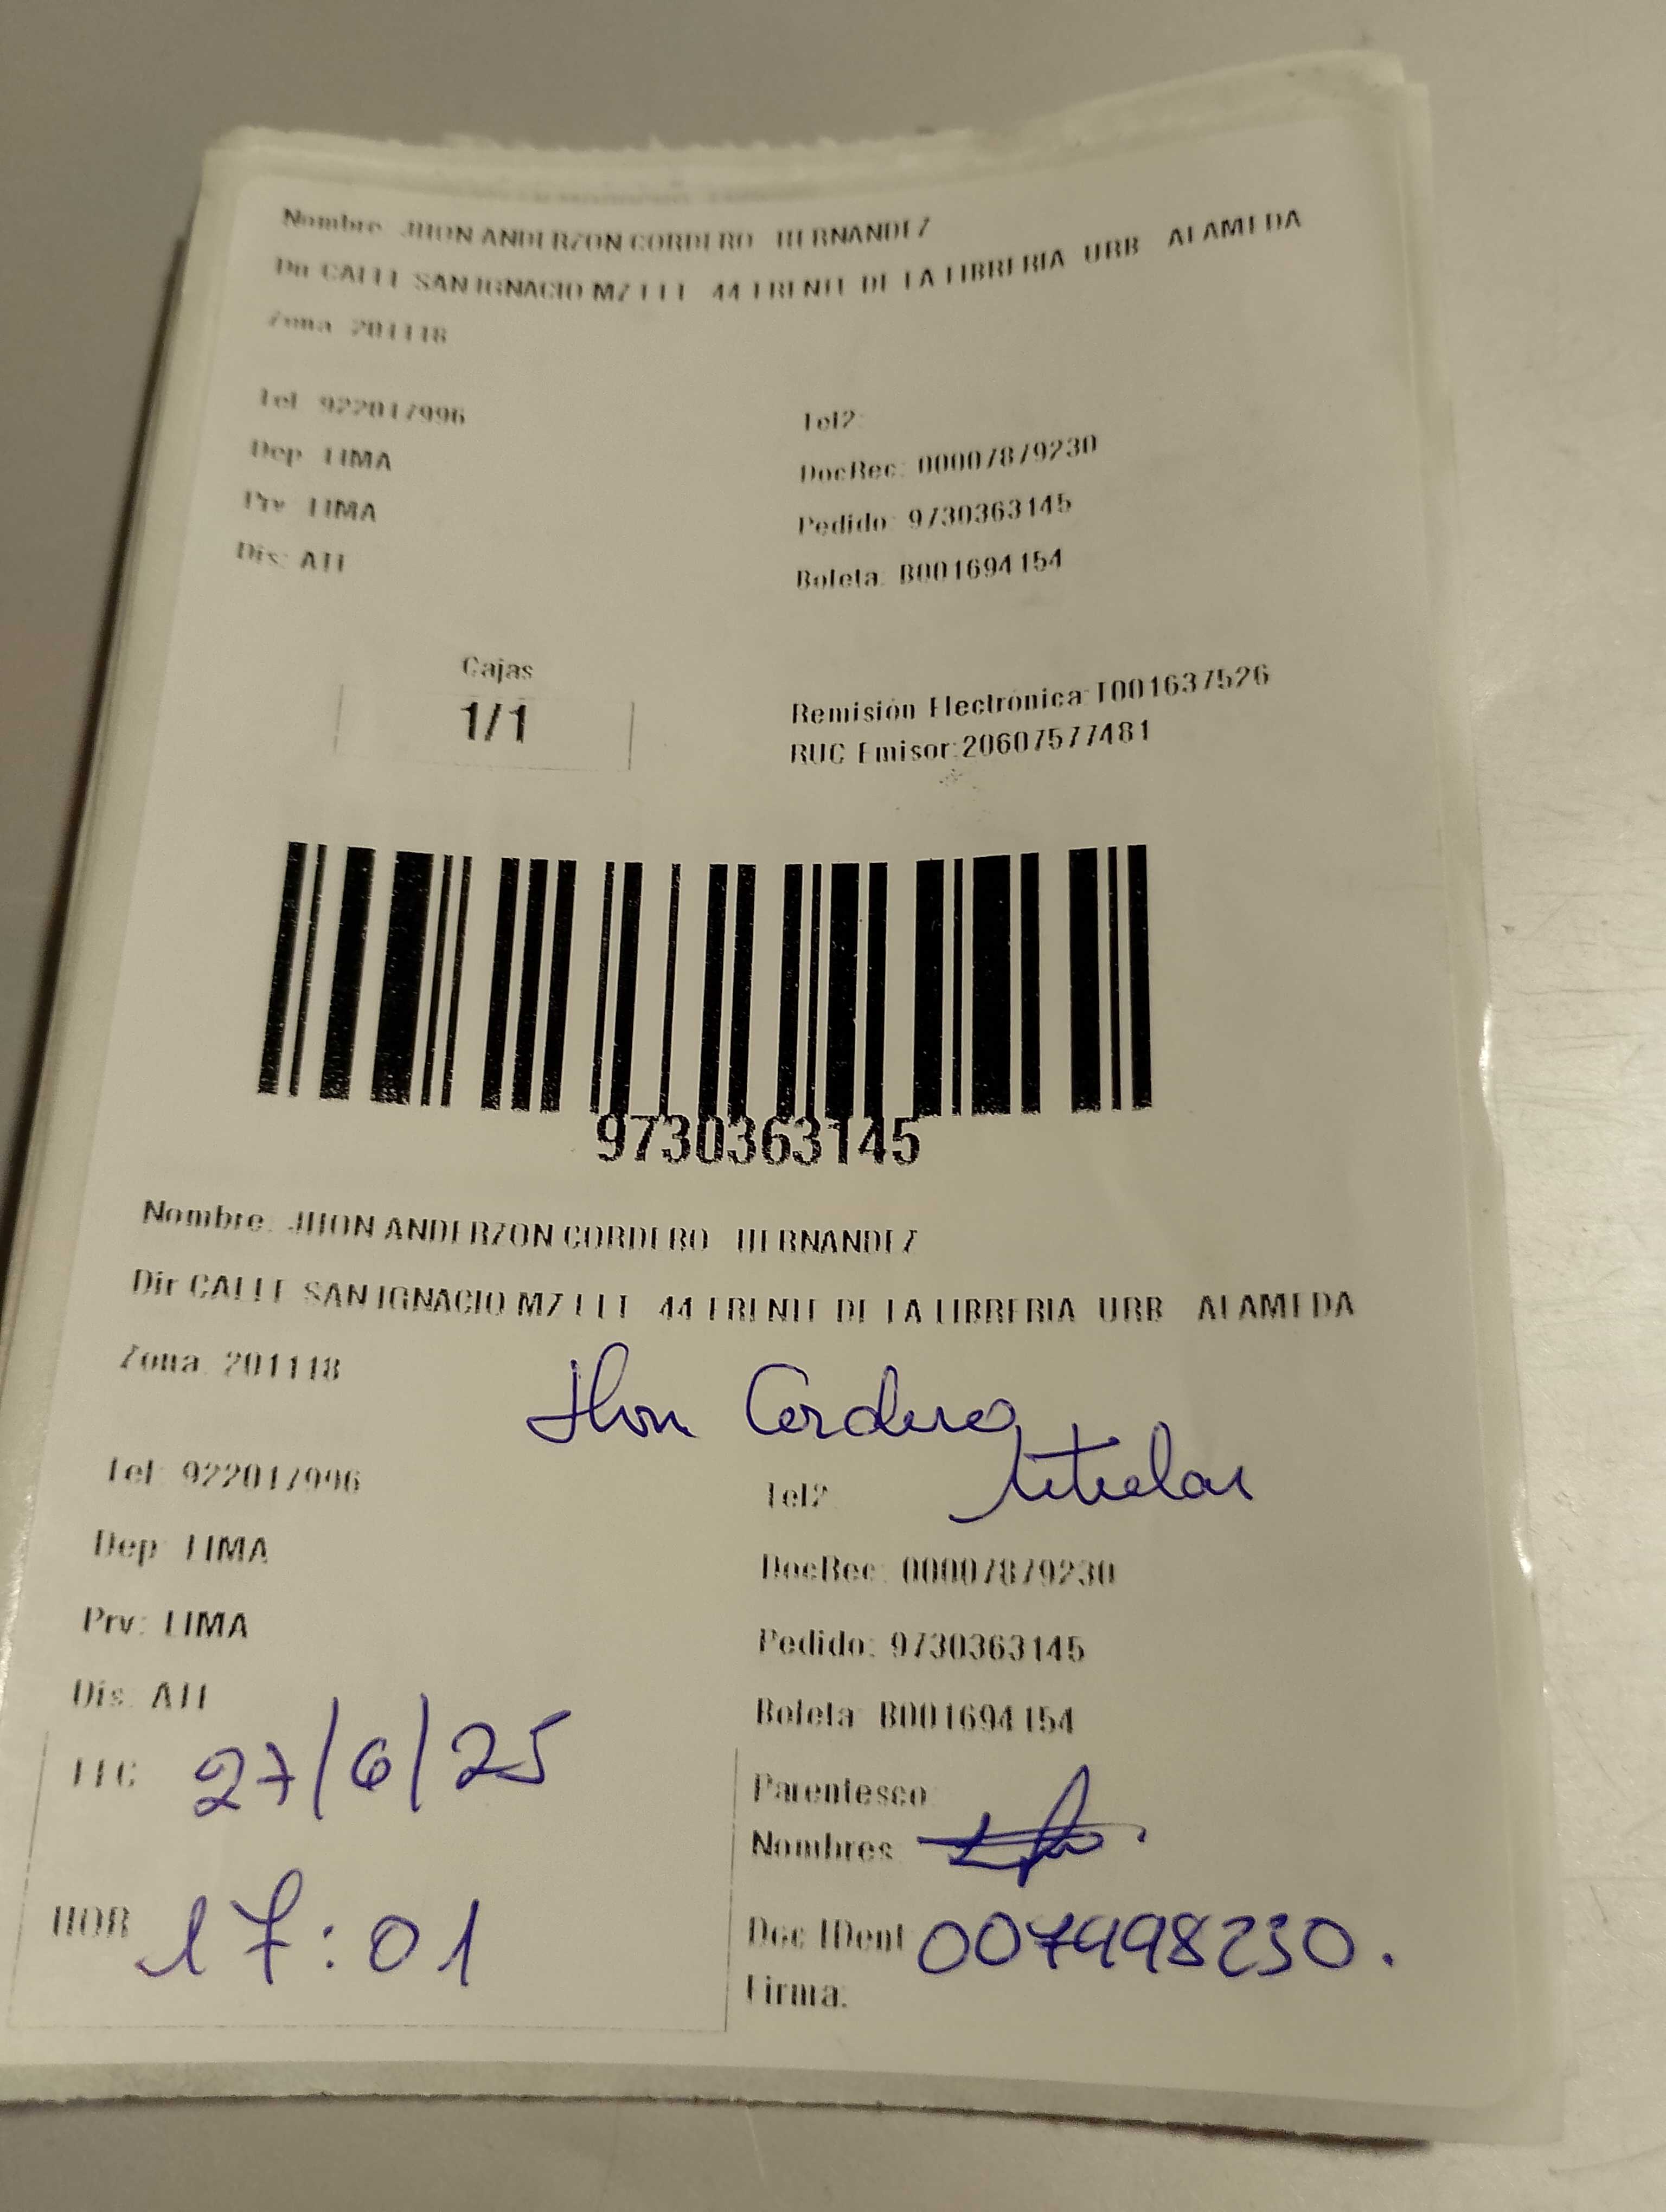 Nombre: JHON ANDERZON CORDERO HERNANDEZ
Dir CALLE SAN IGNACIO MZ I LT 44 FRENTE DE LA LIBRERIA URB ALAMEDA
Zona: 201118
Tel: 922017996
Tel2:
Dep: LIMA
DocRec: 00007879230
Prv: LIMA
Pedido: 9730363145
Dis: ATE
Boleta: B001694154
Cajas
1/1
Remisión Electrónica:T001637526
RUC Emisor:20607577481
9730363145
Nombre: JHON ANDERZON CORDERO HERNANDEZ
Dir CALLE SAN IGNACIO MZ I LT 44 FRENTE DE LA LIBRERIA URB ALAMEDA
Zona: 201118
Jhon Cordero
titular
Tel: 922017996
Tel2:
Dep: LIMA
DocRec: 00007879230
Prv: LIMA
Pedido: 9730363145
Dis: ATE
Boleta: B001694154
FEC: 27/6/25
Parentesco:
Nombres:
HOR 17:01
Doc IDent 007998230.
Firma: